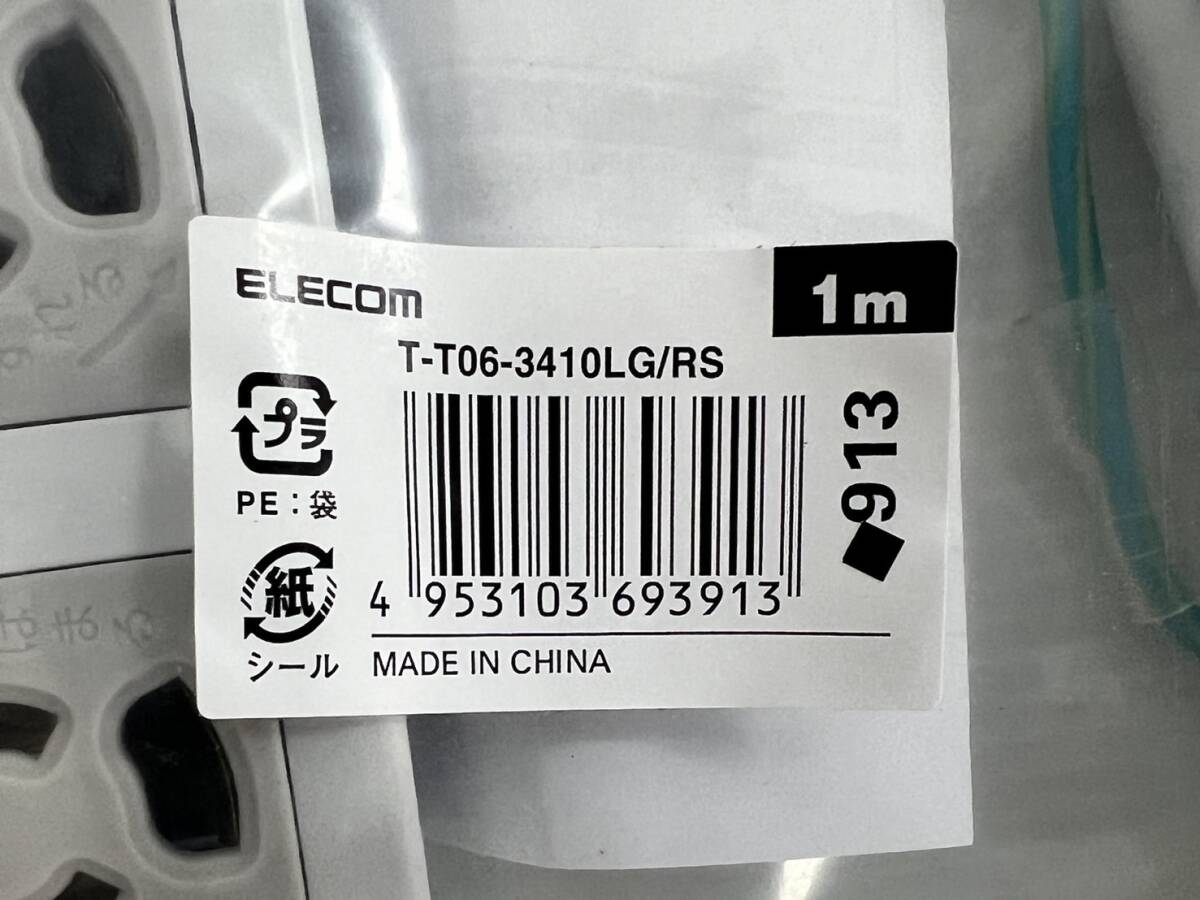 ELECOM
1m
T-T06-3410LG/RS
プラ
PE：袋
紙
シール
◆913
4 953103 693913
MADE IN CHINA